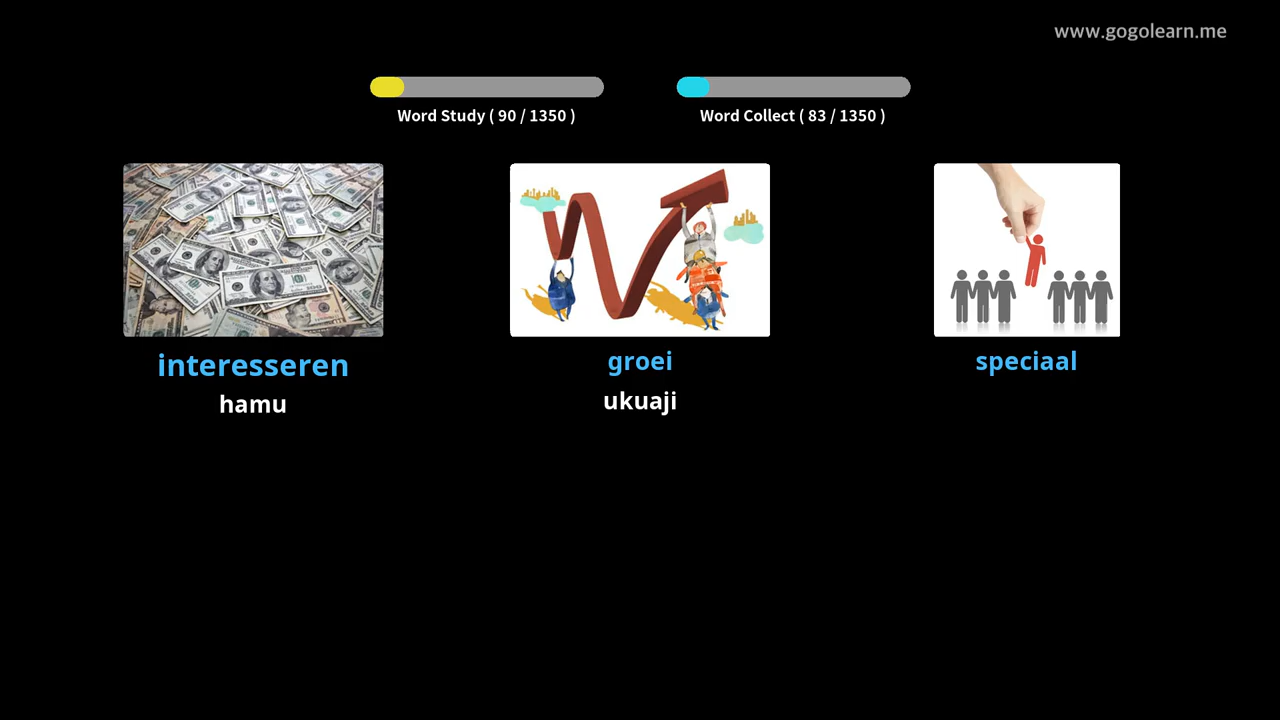 www.gogolearn.me
Word Study ( 90 / 1350 )
Word Collect ( 83 / 1350 )
interesseren
groei
speciaal
hamu
ukuaji